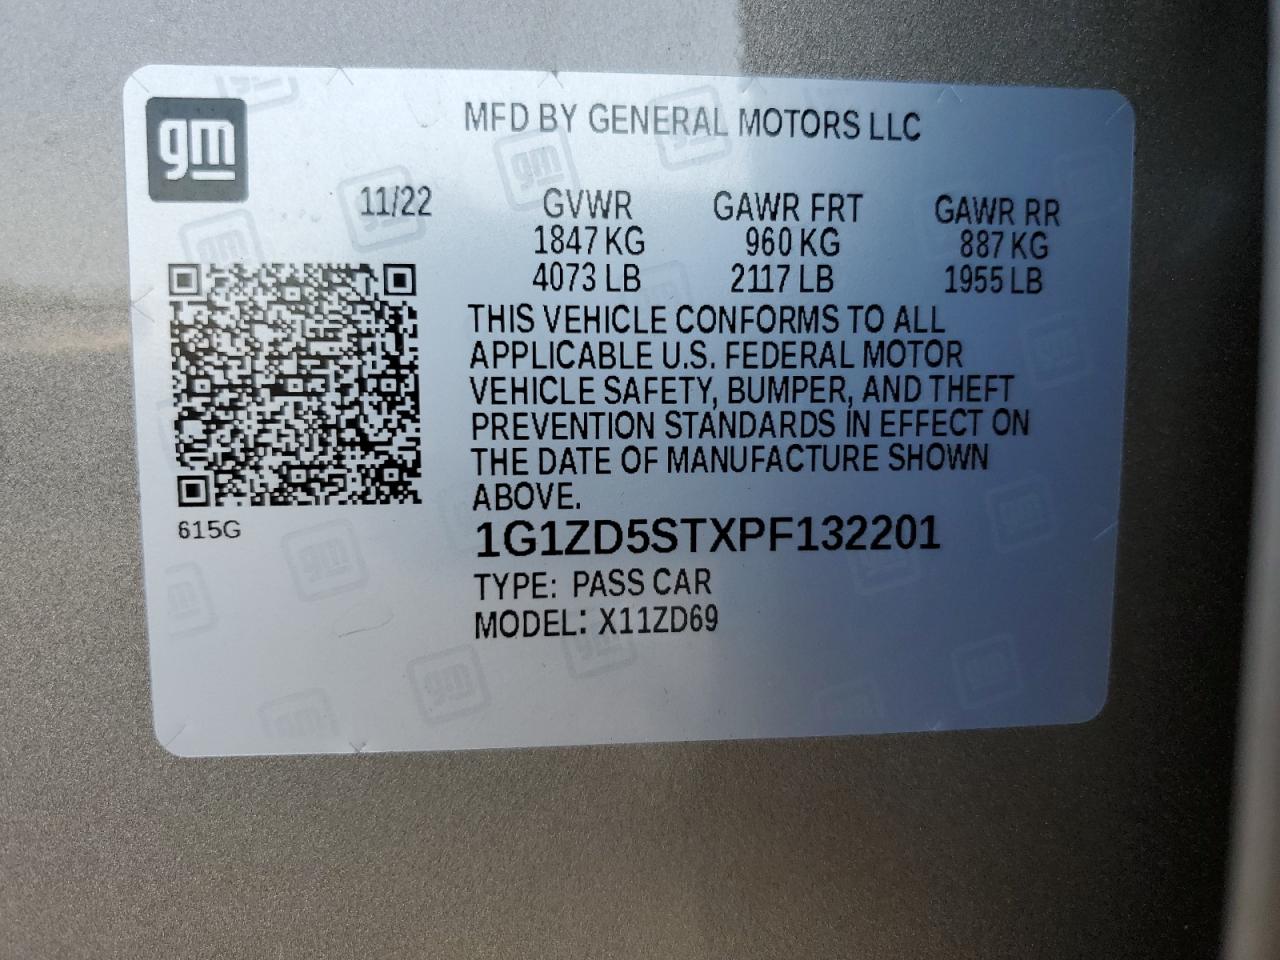 gm
MFD BY GENERAL MOTORS LLC
11/22 GVWR GAWR FRT GAWR RR
1847 KG 960 KG 887 KG
4073 LB 2117 LB 1955 LB
THIS VEHICLE CONFORMS TO ALL
APPLICABLE U.S. FEDERAL MOTOR
VEHICLE SAFETY, BUMPER, AND THEFT
PREVENTION STANDARDS IN EFFECT ON
THE DATE OF MANUFACTURE SHOWN
ABOVE.
615G
1G1ZD5STXPF132201
TYPE: PASS CAR
MODEL: X11ZD69